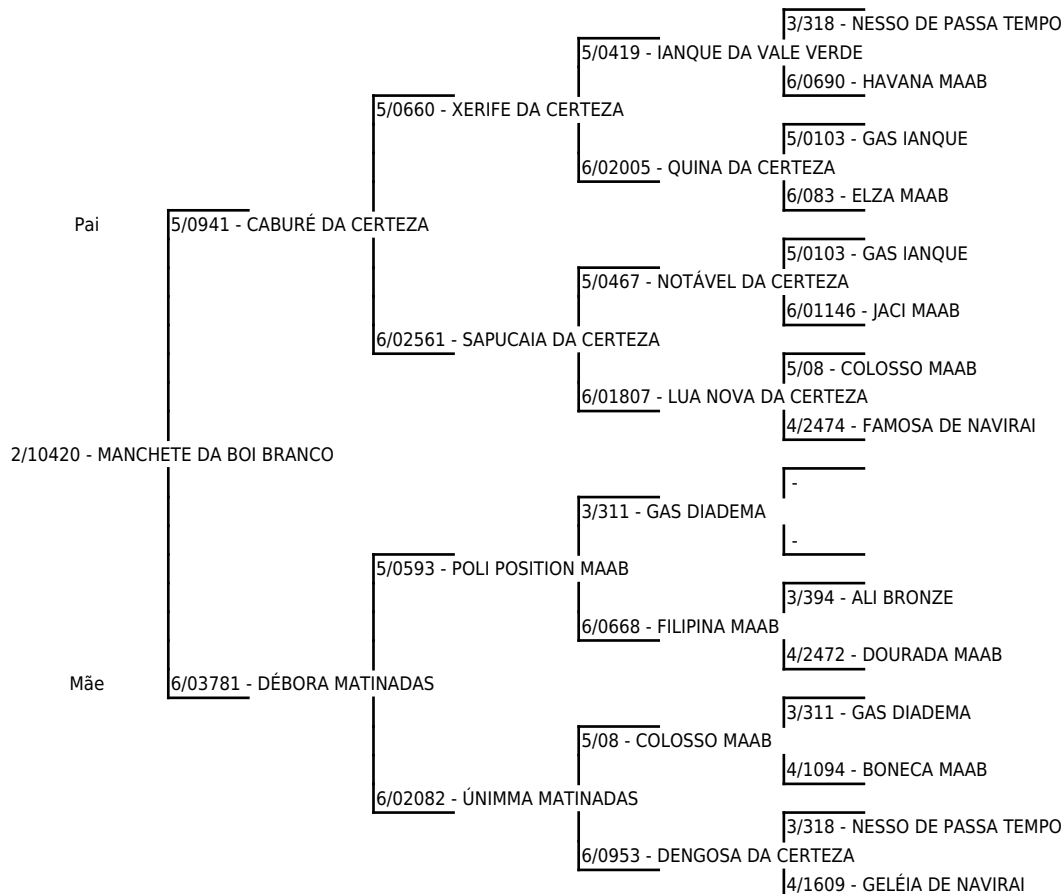 3/318 - NESSO DE PASSA TEMPO
5/0419 - IANQUE DA VALE VERDE
6/0690 - HAVANA MAAB
5/0660 - XERIFE DA CERTEZA
5/0103 - GAS IANQUE
6/02005 - QUINA DA CERTEZA
6/083 - ELZA MAAB
Pai
5/0941 - CABURÉ DA CERTEZA
5/0103 - GAS IANQUE
5/0467 - NOTÁVEL DA CERTEZA
6/01146 - JACI MAAB
6/02561 - SAPUCAIA DA CERTEZA
5/08 - COLOSSO MAAB
6/01807 - LUA NOVA DA CERTEZA
4/2474 - FAMOSA DE NAVIRAI
2/10420 - MANCHETE DA BOI BRANCO
-
3/311 - GAS DIADEMA
-
5/0593 - POLI POSITION MAAB
3/394 - ALI BRONZE
6/0668 - FILIPINA MAAB
4/2472 - DOURADA MAAB
Mãe
6/03781 - DÉBORA MATINADAS
3/311 - GAS DIADEMA
5/08 - COLOSSO MAAB
4/1094 - BONECA MAAB
6/02082 - ÚNIMMA MATINADAS
3/318 - NESSO DE PASSA TEMPO
6/0953 - DENGOSA DA CERTEZA
4/1609 - GELÉIA DE NAVIRAI